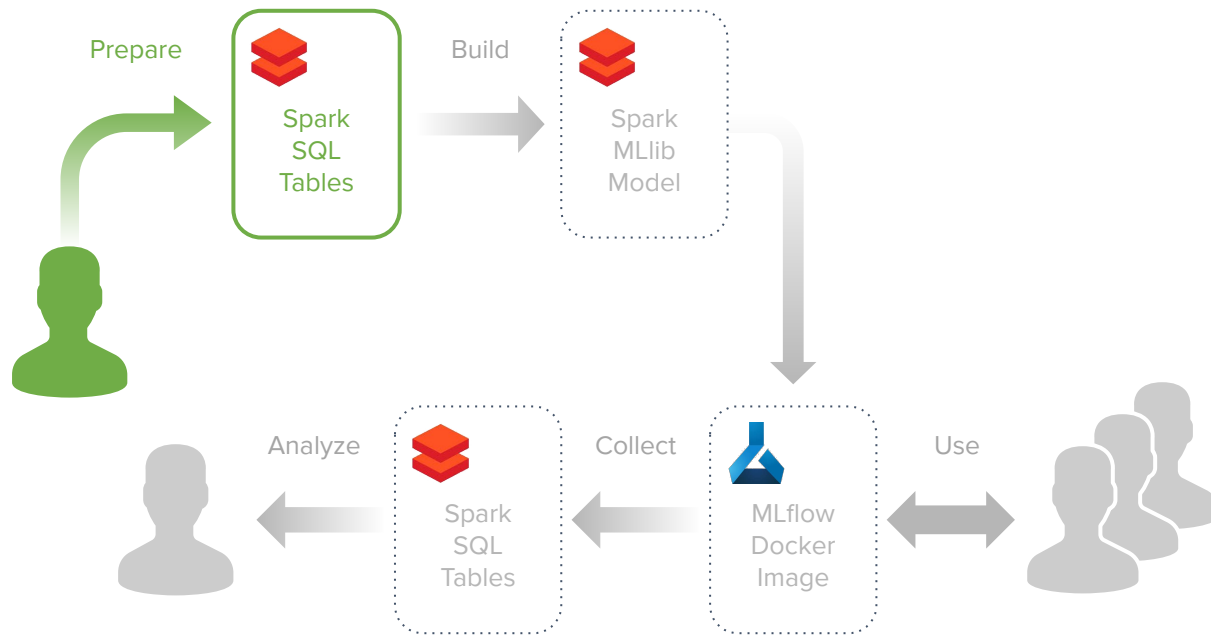 Prepare
Spark
SQL
Tables
Build
Spark
MLlib
Model
Analyze
Spark
SQL
Tables
Collect
MLflow
Docker
Image
Use